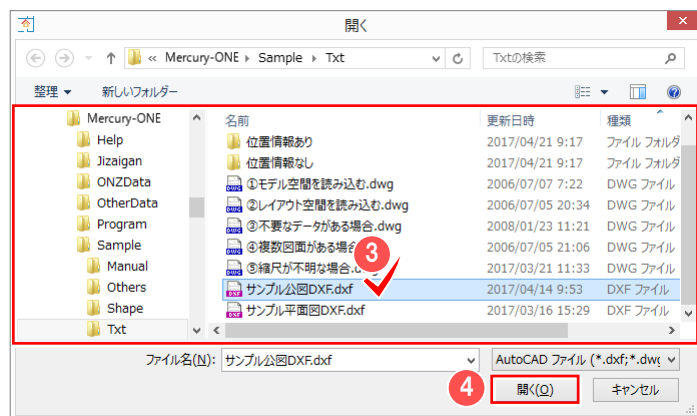 開く
« Mercury-ONE ▸ Sample ▸ Txt
Txtの検索
整理 ▼ 新しいフォルダー
Mercury-ONE
Help
Jizaigan
ONZData
OtherData
Program
Sample
Manual
Others
Shape
Txt
名前 更新日時 種類
位置情報あり 2017/04/21 9:17 ファイル フォルダ
位置情報なし 2017/04/21 9:17 ファイル フォルダ
①モデル空間を読み込む.dwg 2006/07/07 7:22 DWG ファイル
②レイアウト空間を読み込む.dwg 2006/07/05 20:34 DWG ファイル
③不要なデータがある場合.dwg 2008/01/23 11:21 DWG ファイル
④複数図面がある場合 2006/07/05 21:06 DWG ファイル
⑤縮尺が不明な場合.dwg 2017/03/21 11:33 DWG ファイル
サンプル公図DXF.dxf 2017/04/14 9:53 DXF ファイル
サンプル平面図DXF.dxf 2017/03/16 15:29 DXF ファイル
3
ファイル名(N): サンプル公図DXF.dxf AutoCAD ファイル (*.dxf;*.dwg
4 開く(O) キャンセル